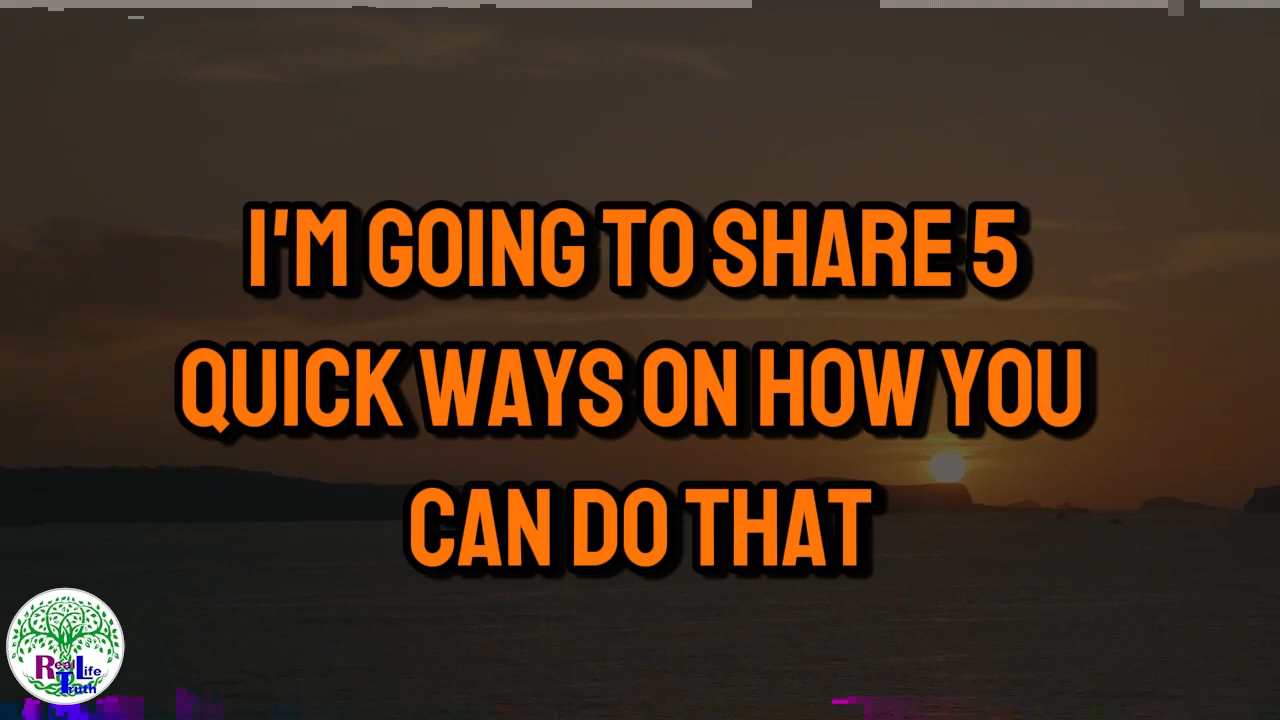 I'M GOING TO SHARE 5
QUICK WAYS ON HOW YOU
CAN DO THAT
Real Life
Truth